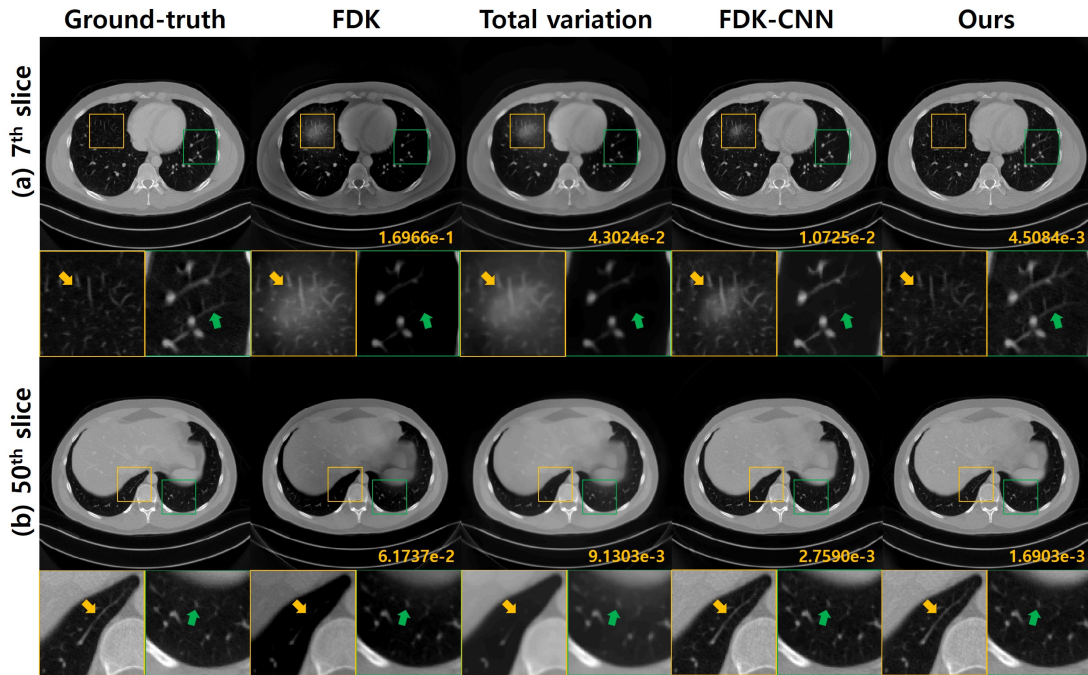 Ground-truth FDK Total variation FDK-CNN Ours
(a) 7th slice
1.6966e-1 4.3024e-2 1.0725e-2 4.5084e-3
(b) 50th slice
6.1737e-2 9.1303e-3 2.7590e-3 1.6903e-3